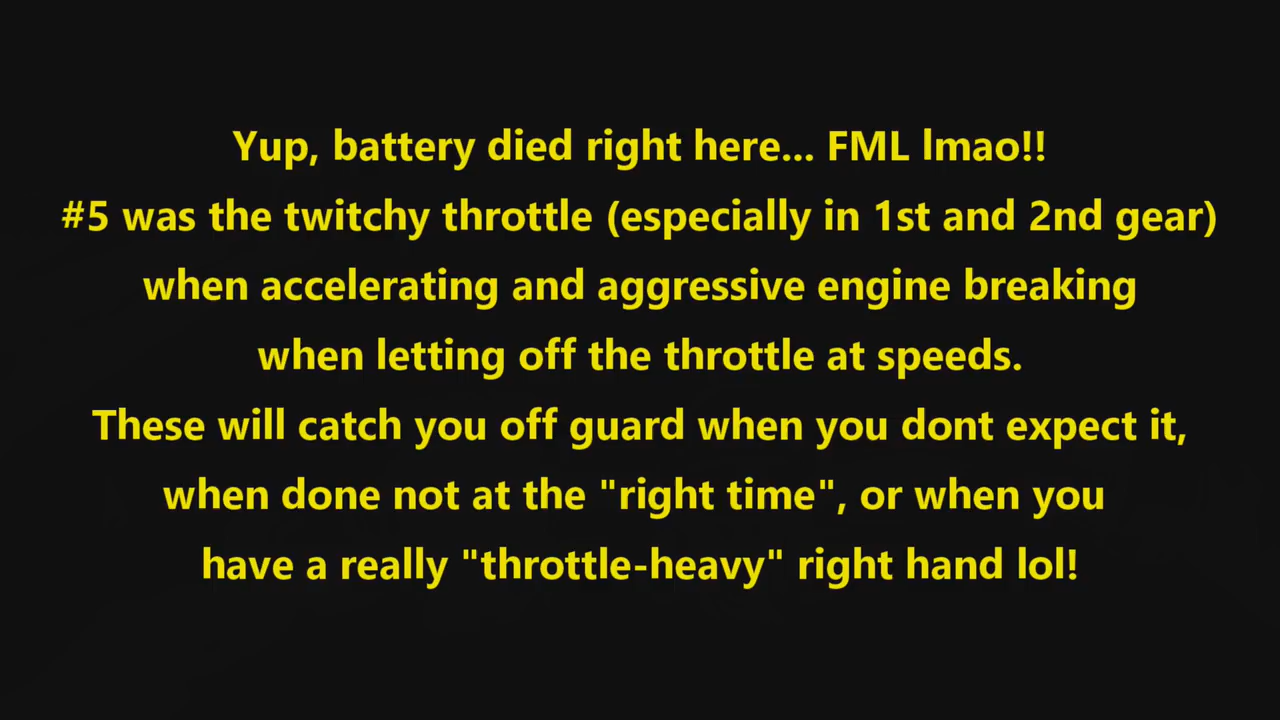 Yup, battery died right here... FML lmao!!
#5 was the twitchy throttle (especially in 1st and 2nd gear)
when accelerating and aggressive engine breaking
when letting off the throttle at speeds.
These will catch you off guard when you dont expect it,
when done not at the "right time", or when you
have a really "throttle-heavy" right hand lol!